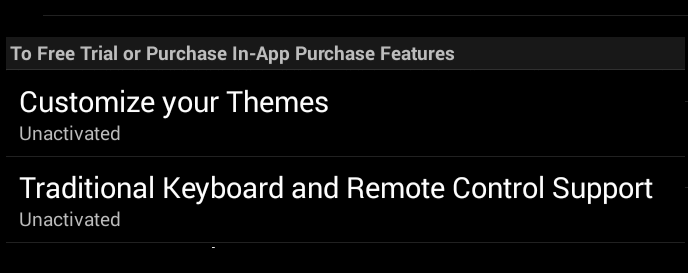 To Free Trial or Purchase In-App Purchase Features
Customize your Themes
Unactivated
Traditional Keyboard and Remote Control Support
Unactivated